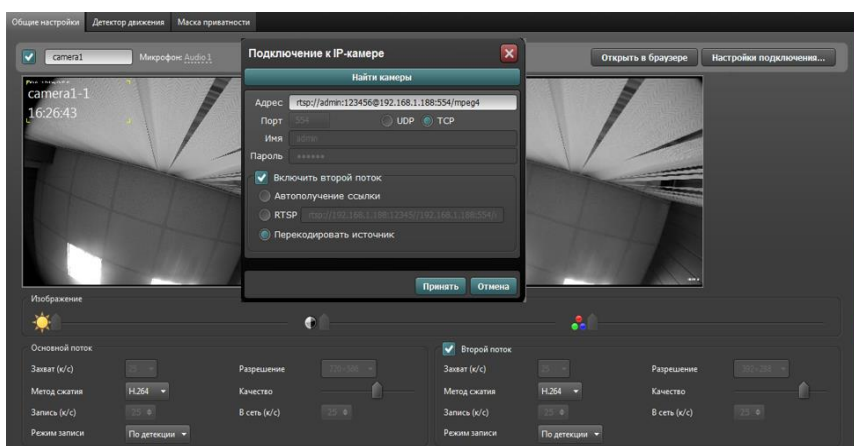 Общие настройки
Детектор движения
Маска приватности
camera1
Микрофон: Audio 1
Открыть в браузере
Настройки подключения...
camera1-1
16:26:43
Подключение к IP-камере
Найти камеры
Адрес rtsp://admin:123456@192.168.1.188:554/mpeg4
Порт 554 UDP TCP
Имя admin
Пароль ••••••
Включить второй поток
Автополучение ссылки
RTSP
Перекодировать источник
Принять
Отмена
Изображение
Основной поток
Захват (к/с) 25
Разрешение
Метод сжатия H.264
Качество
Запись (к/с) 25
В сеть (к/с) 25
Режим записи По детекции
Второй поток
Захват (к/с) 25
Разрешение
Метод сжатия H.264
Качество
Запись (к/с) 25
В сеть (к/с) 25
Режим записи По детекции